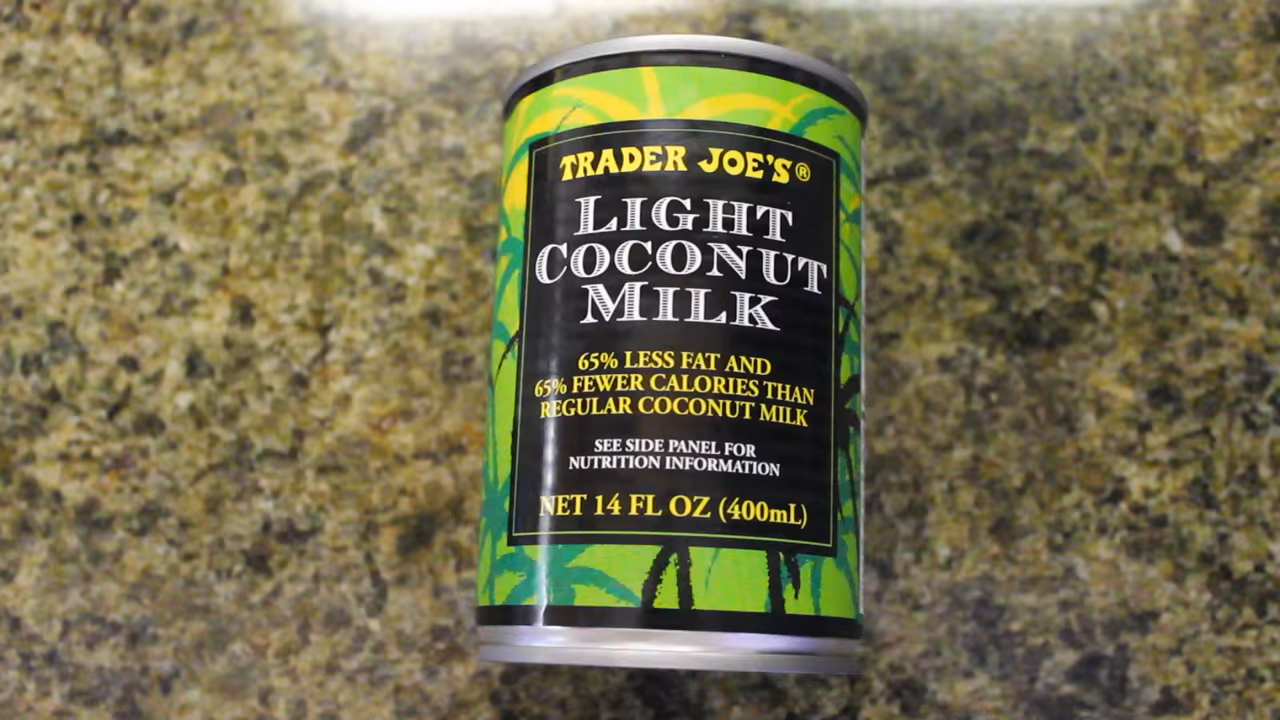 TRADER JOE'S®
LIGHT
COCONUT
MILK
65% LESS FAT AND
65% FEWER CALORIES THAN
REGULAR COCONUT MILK
SEE SIDE PANEL FOR
NUTRITION INFORMATION
NET 14 FL OZ (400mL)